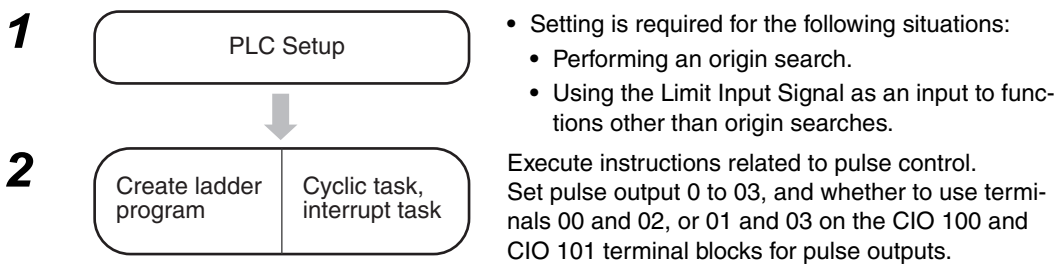 1
PLC Setup
• Setting is required for the following situations:
• Performing an origin search.
• Using the Limit Input Signal as an input to func-
tions other than origin searches.
2
Create ladder
program
Cyclic task,
interrupt task
Execute instructions related to pulse control.
Set pulse output 0 to 03, and whether to use termi-
nals 00 and 02, or 01 and 03 on the CIO 100 and
CIO 101 terminal blocks for pulse outputs.